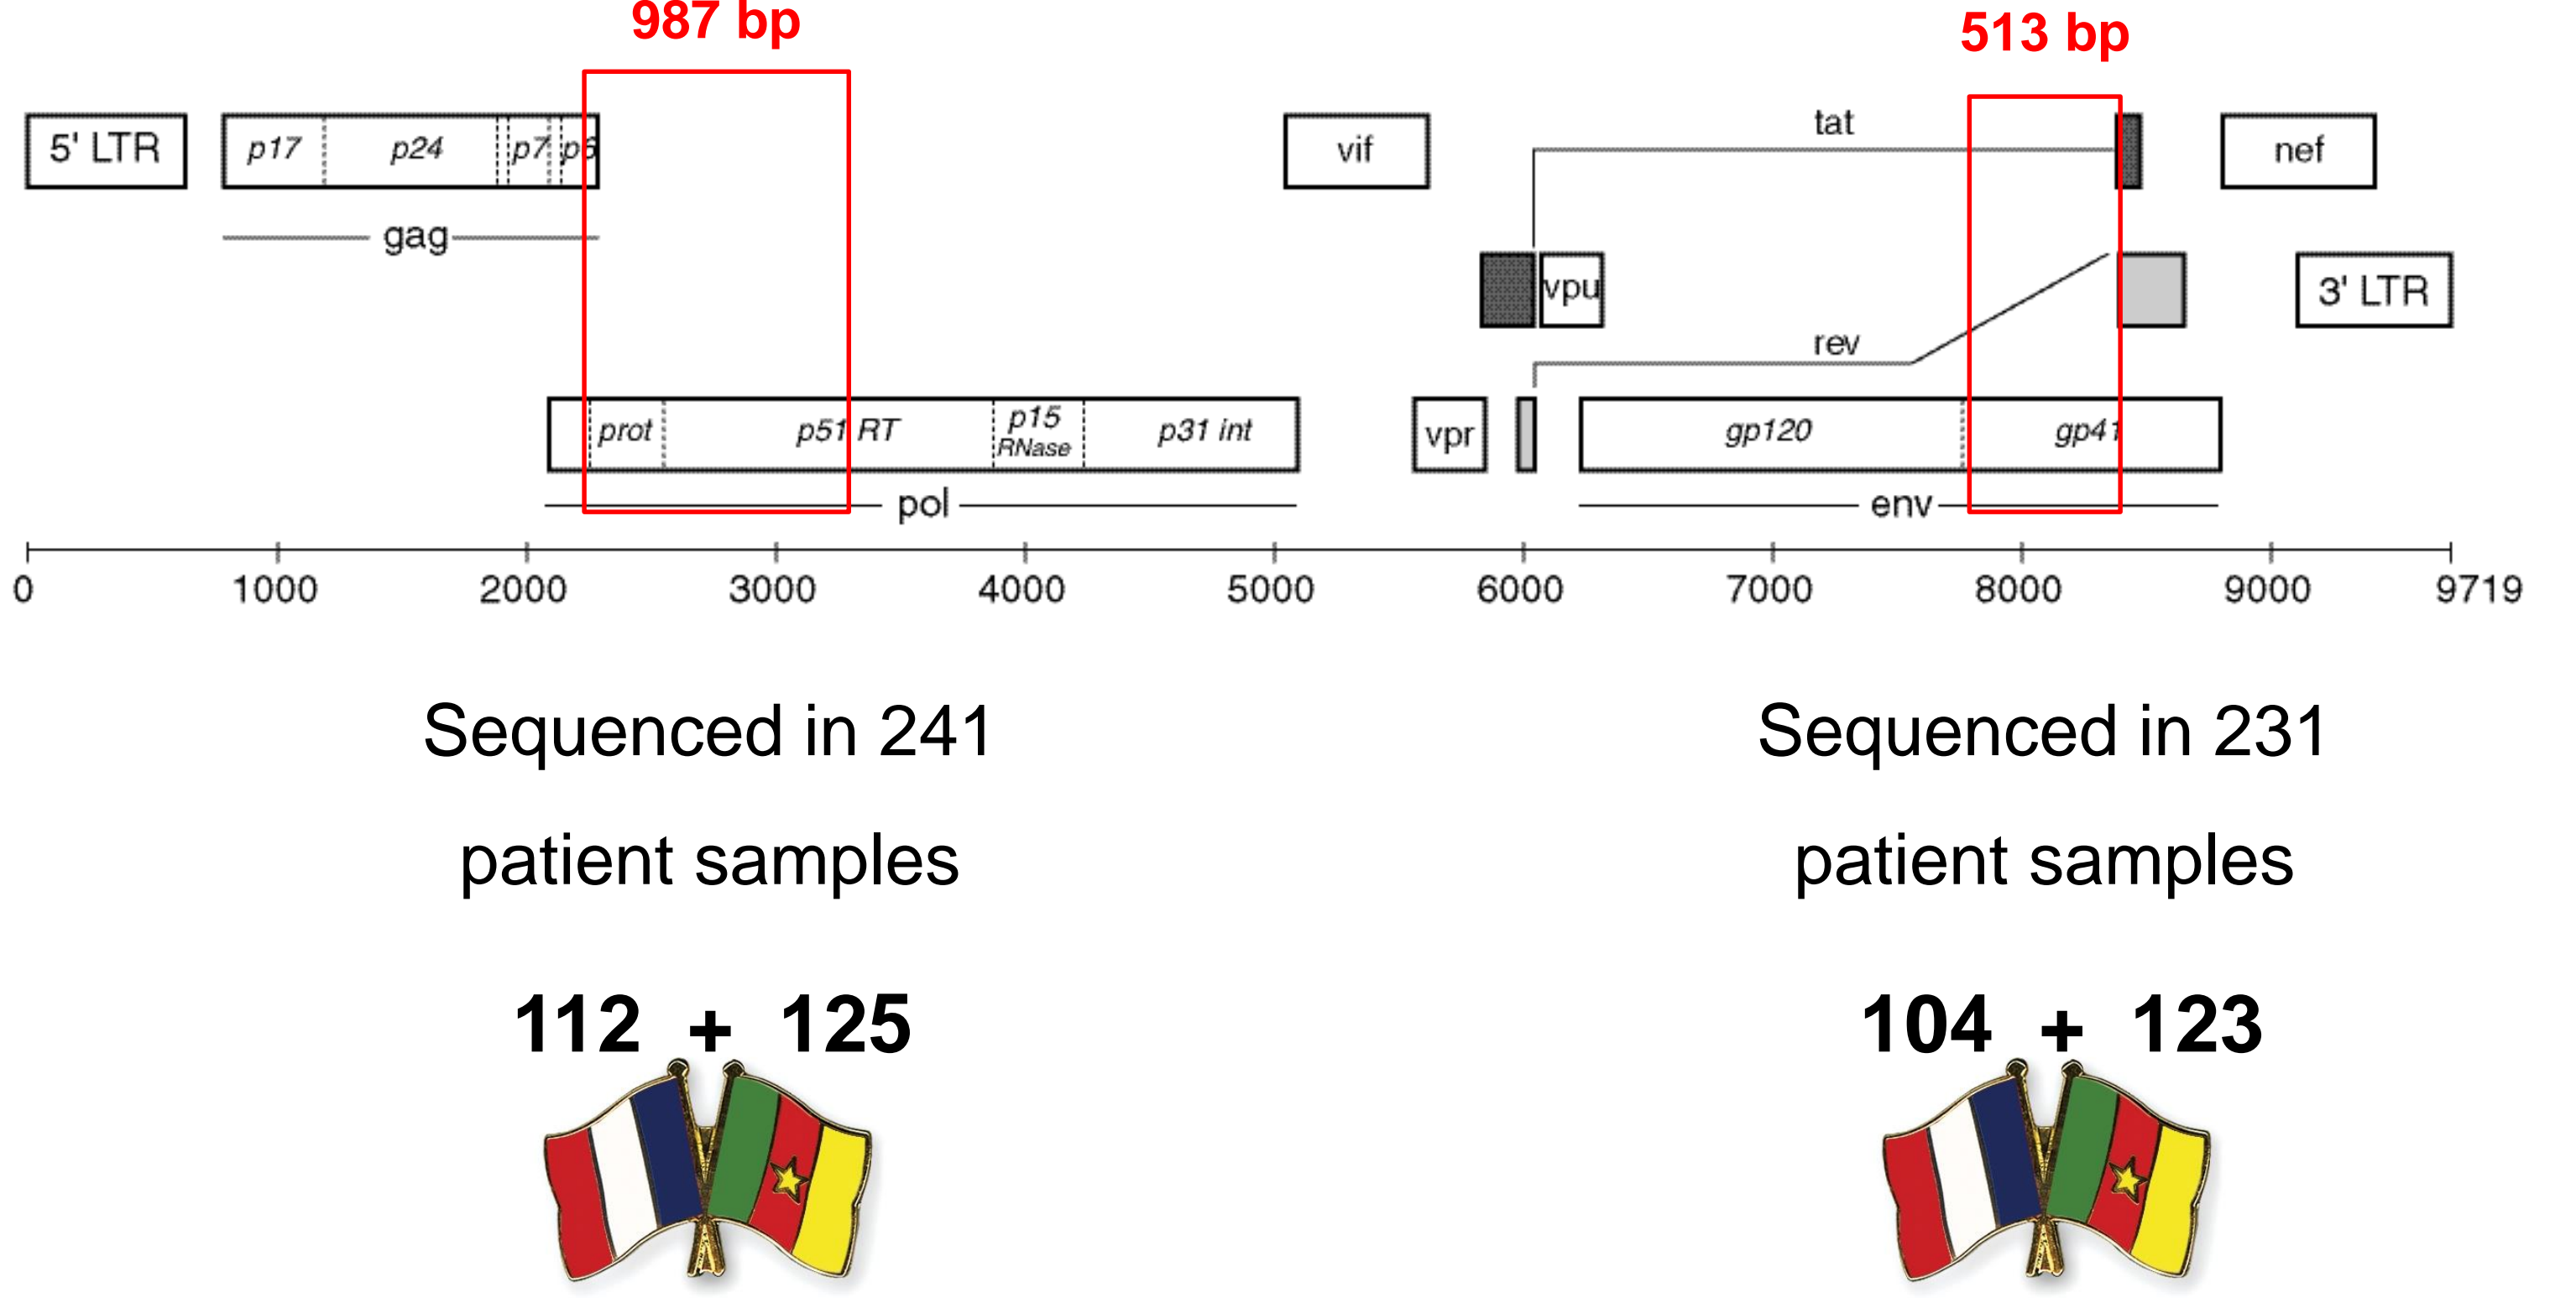 987 bp
513 bp
5' LTR
p17
p24
p7
p6
gag
vif
tat
nef
vpu
rev
3' LTR
prot
p51 RT
p15
RNase
p31 int
pol
vpr
gp120
gp41
env
0
1000
2000
3000
4000
5000
6000
7000
8000
9000
9719
Sequenced in 241
patient samples
112 + 125
Sequenced in 231
patient samples
104 + 123